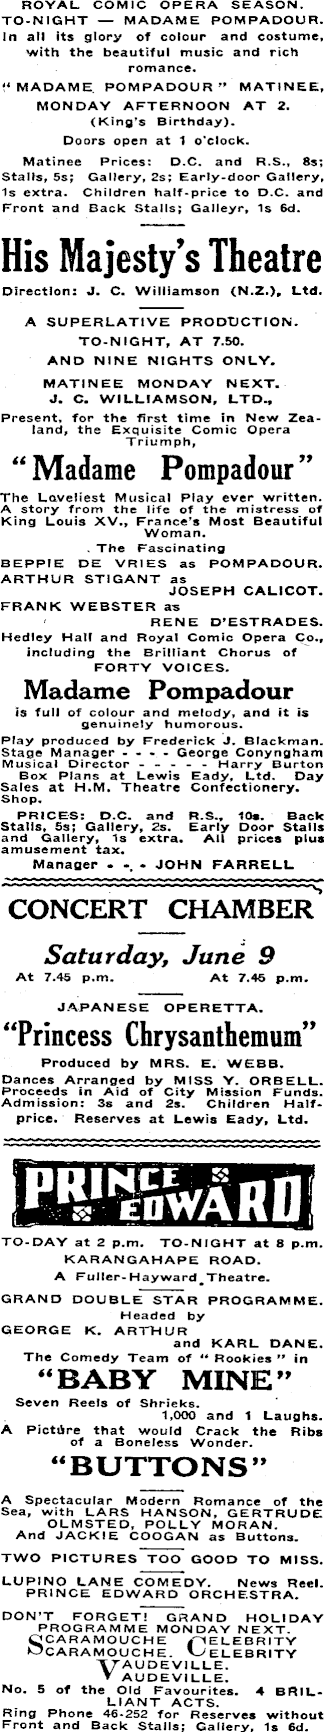 ROYAL COMIC OPERA SEASON.
TO-NIGHT — MADAME POMPADOUR.
In all its glory of colour and costume,
with the beautiful music and rich
romance.
"MADAME POMPADOUR" MATINEE,
MONDAY AFTERNOON AT 2.
(King's Birthday).
Doors open at 1 o'clock.
Matinee Prices: D.C. and R.S., 8s;
Stalls, 5s; Gallery, 2s; Early-door Gallery,
1s extra. Children half-price to D.C. and
Front and Back Stalls; Galleyr, 1s 6d.
His Majesty's Theatre
Direction: J. C. Williamson (N.Z.), Ltd.
A SUPERLATIVE PRODUCTION.
TO-NIGHT, AT 7.50.
AND NINE NIGHTS ONLY.
MATINEE MONDAY NEXT.
J. C. WILLIAMSON, LTD.,
Present, for the first time in New Zea-
land, the Exquisite Comic Opera
Triumph,
"Madame Pompadour"
The Loveliest Musical Play ever written.
A story from the life of the mistress of
King Louis XV., France's Most Beautiful
Woman.
The Fascinating
BEPPIE DE VRIES as POMPADOUR.
ARTHUR STIGANT as
JOSEPH CALICOT.
FRANK WEBSTER as
RENE D'ESTRADES.
Hedley Hall and Royal Comic Opera Co.,
including the Brilliant Chorus of
FORTY VOICES.
Madame Pompadour
is full of colour and melody, and it is
genuinely humorous.
Play produced by Frederick J. Blackman.
Stage Manager - - - - George Conyngham
Musical Director - - - - - Harry Burton
Box Plans at Lewis Eady, Ltd. Day
Sales at H.M. Theatre Confectionery.
Shop.
PRICES: D.C. and R.S., 10s. Back
Stalls, 5s; Gallery, 2s. Early Door Stalls
and Gallery, 1s extra. All prices plus
amusement tax.
Manager - - - JOHN FARRELL
CONCERT CHAMBER
Saturday, June 9
At 7.45 p.m. At 7.45 p.m.
JAPANESE OPERETTA.
"Princess Chrysanthemum"
Produced by MRS. E. WEBB.
Dances Arranged by MISS Y. ORBELL.
Proceeds in Aid of City Mission Funds.
Admission: 3s and 2s. Children Half-
price. Reserves at Lewis Eady, Ltd.
PRINCE
EDWARD
TO-DAY at 2 p.m. TO-NIGHT at 8 p.m.
KARANGAHAPE ROAD.
A Fuller-Hayward Theatre.
GRAND DOUBLE STAR PROGRAMME.
Headed by
GEORGE K. ARTHUR
and KARL DANE.
The Comedy Team of "Rookies" in
"BABY MINE"
Seven Reels of Shrieks.
1,000 and 1 Laughs.
A Picture that would Crack the Ribs
of a Boneless Wonder.
"BUTTONS"
A Spectacular Modern Romance of the
Sea, with LARS HANSON, GERTRUDE
OLMSTED, POLLY MORAN.
And JACKIE COOGAN as Buttons.
TWO PICTURES TOO GOOD TO MISS.
LUPINO LANE COMEDY. News Reel.
PRINCE EDWARD ORCHESTRA.
DON'T FORGET! GRAND HOLIDAY
PROGRAMME MONDAY NEXT.
SCARAMOUCHE CELEBRITY
SCARAMOUCHE. CELEBRITY
VAUDEVILLE.
VAUDEVILLE.
No. 5 of the Old Favourites. 4 BRIL-
LIANT ACTS.
Ring Phone 46-252 for Reserves without
Front and Back Stalls; Gallery, 1s 6d.